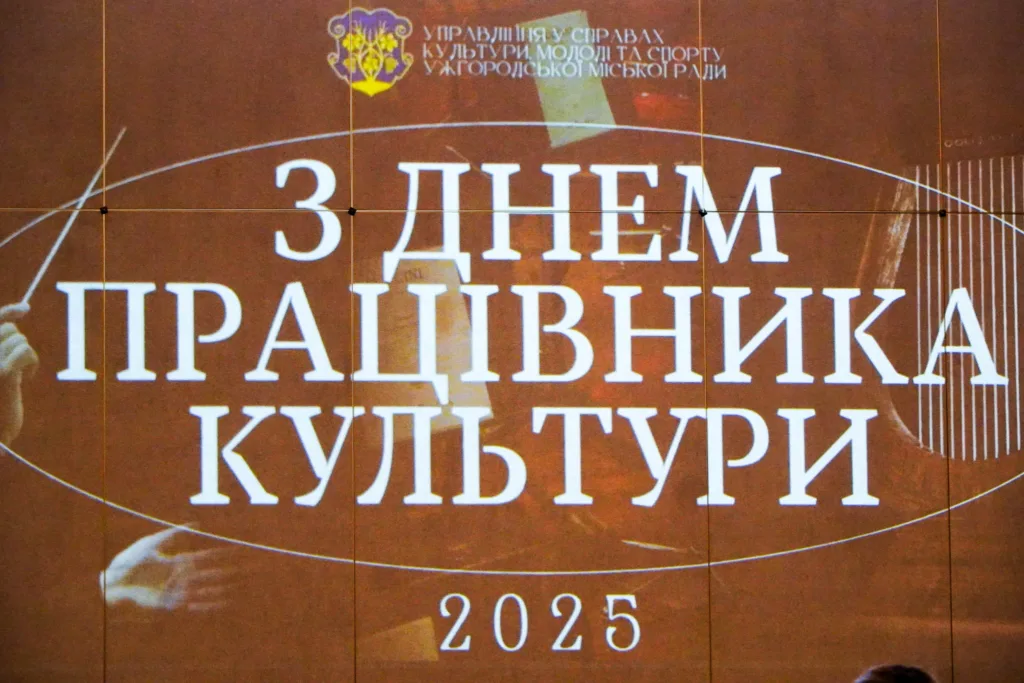 УПРАВЛІННЯ У СПРАВАХ
КУЛЬТУРИ, МОЛОДІ ТА СПОРТУ
УЖГОРОДСЬКОЇ МІСЬКОЇ РАДИ
З ДНЕМ
ПРАЦІВНИКА
КУЛЬТУРИ
2025